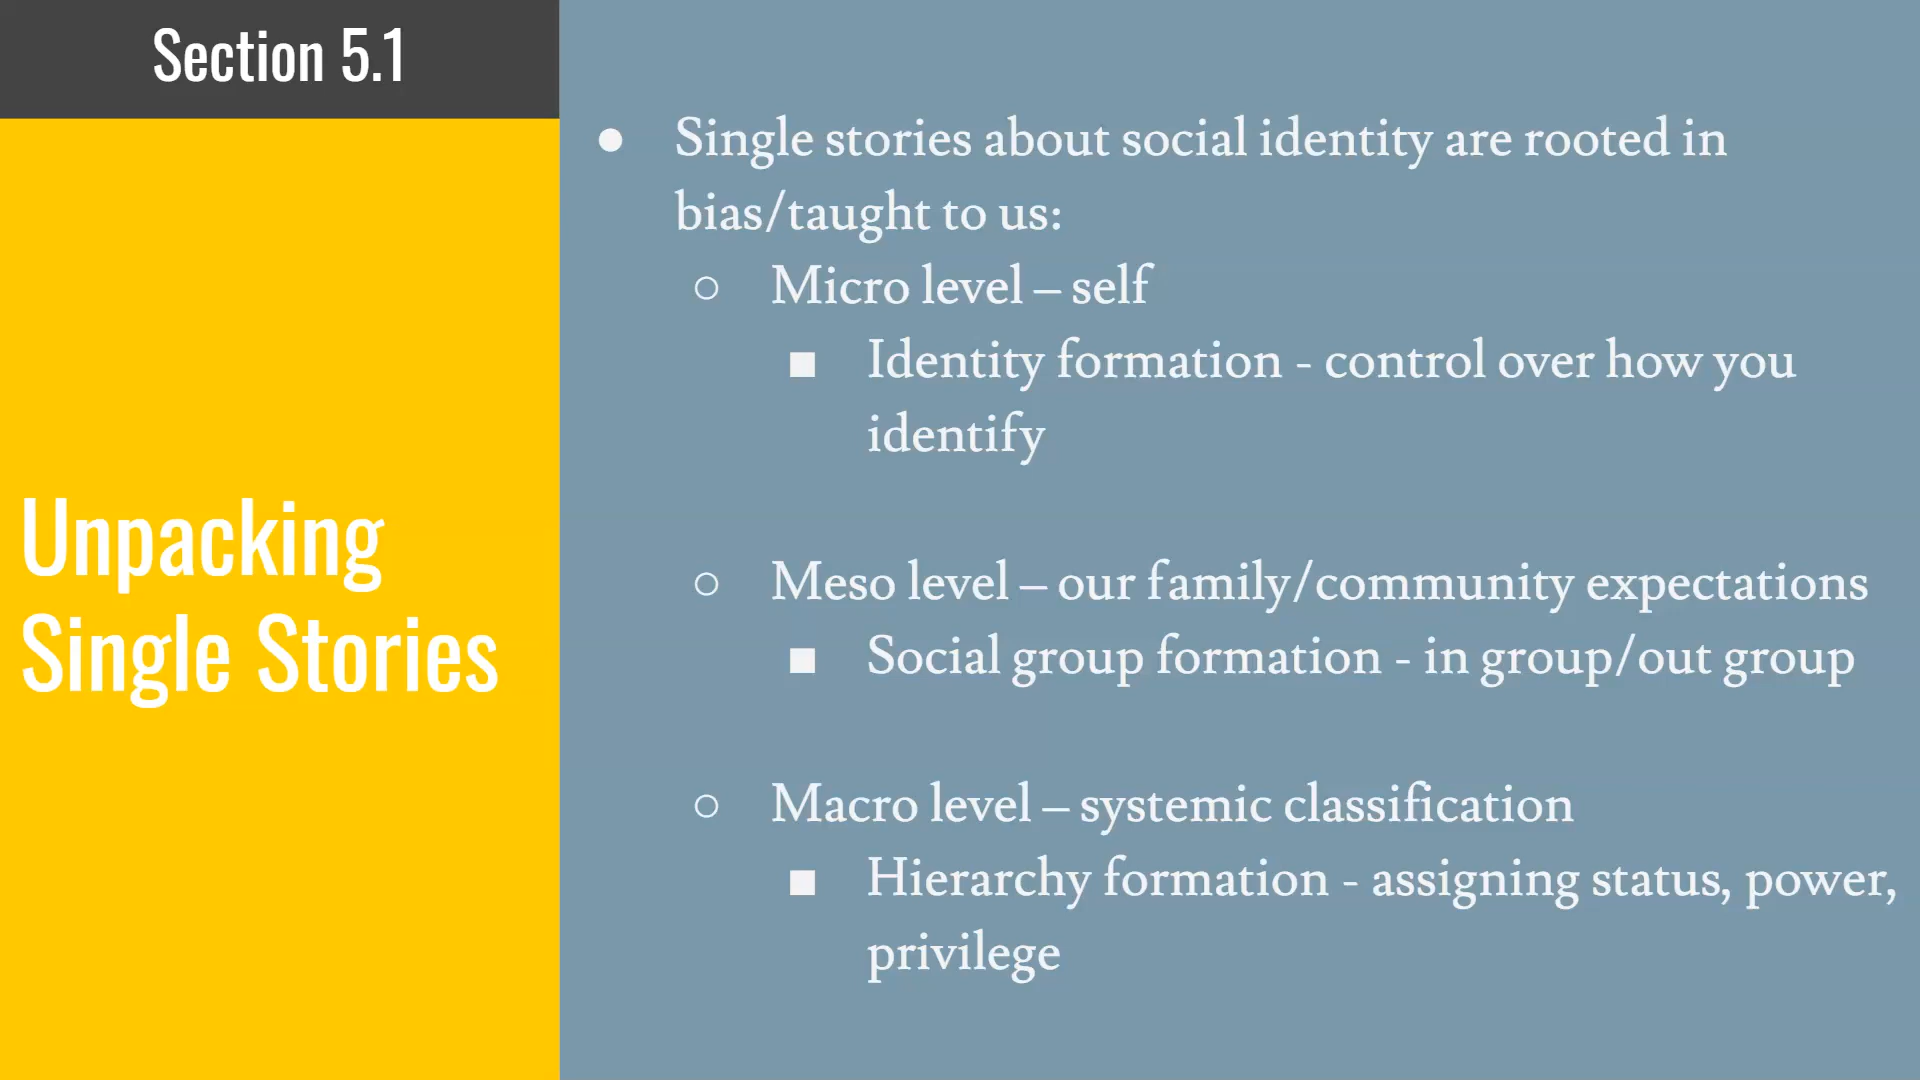 Section 5.1
Unpacking
Single Stories
● Single stories about social identity are rooted in
bias/taught to us:
○ Micro level – self
■ Identity formation - control over how you
identify
○ Meso level – our family/community expectations
■ Social group formation - in group/out group
○ Macro level – systemic classification
■ Hierarchy formation - assigning status, power,
privilege